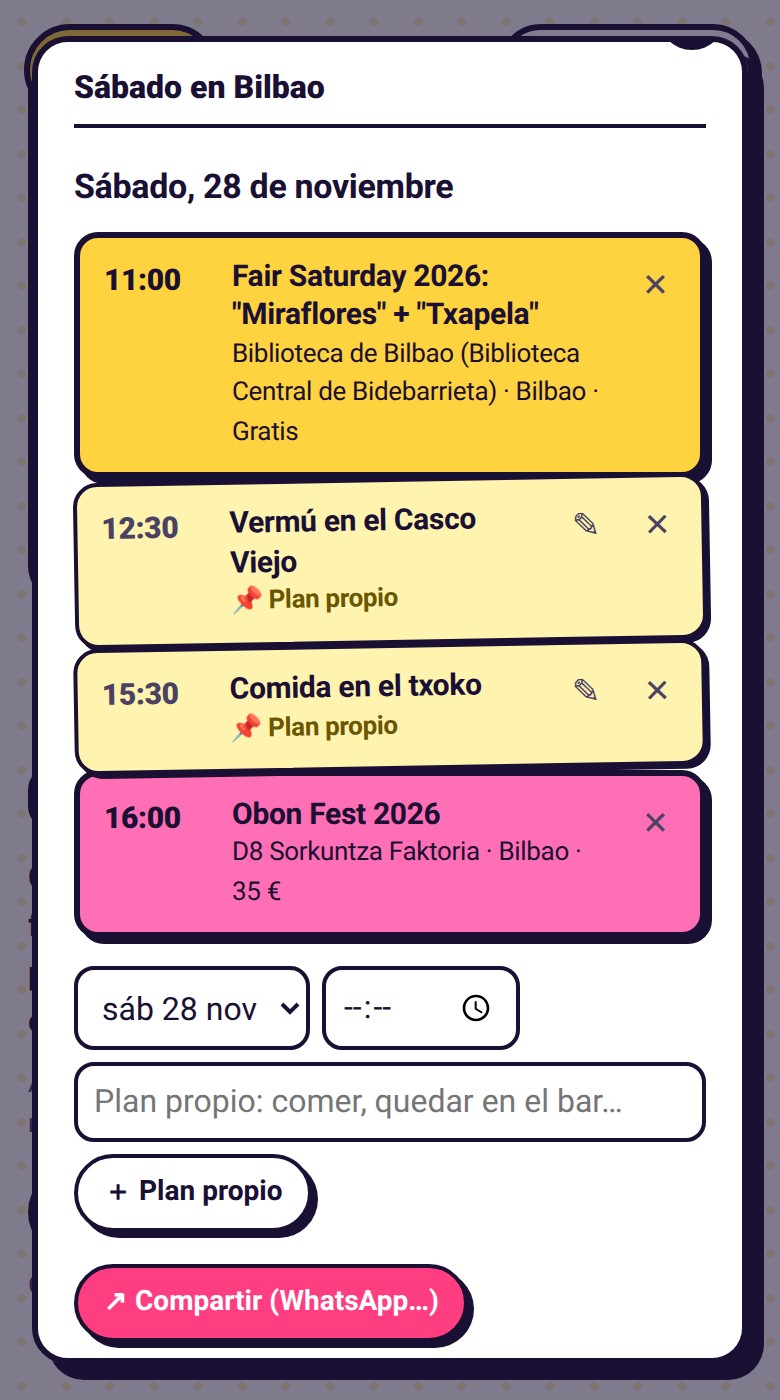 Sábado en Bilbao
Sábado, 28 de noviembre
11:00
Fair Saturday 2026:
"Miraflores" + "Txapela"
Biblioteca de Bilbao (Biblioteca
Central de Bidebarrieta) · Bilbao ·
Gratis
✕
12:30
Vermú en el Casco
Viejo
📌 Plan propio
✎ ✕
15:30
Comida en el txoko
📌 Plan propio
✎ ✕
16:00
Obon Fest 2026
D8 Sorkuntza Faktoria · Bilbao ·
35 €
✕
sáb 28 nov
--:--
Plan propio: comer, quedar en el bar…
+ Plan propio
↗ Compartir (WhatsApp…)